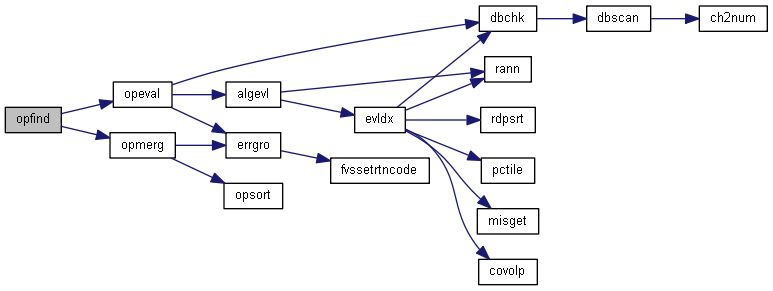 opfind
opeval
opmerg
algevl
errgro
opsort
evldx
fvssetrtncode
dbchk
rann
rdpsrt
pctile
misget
covolp
dbscan
ch2num